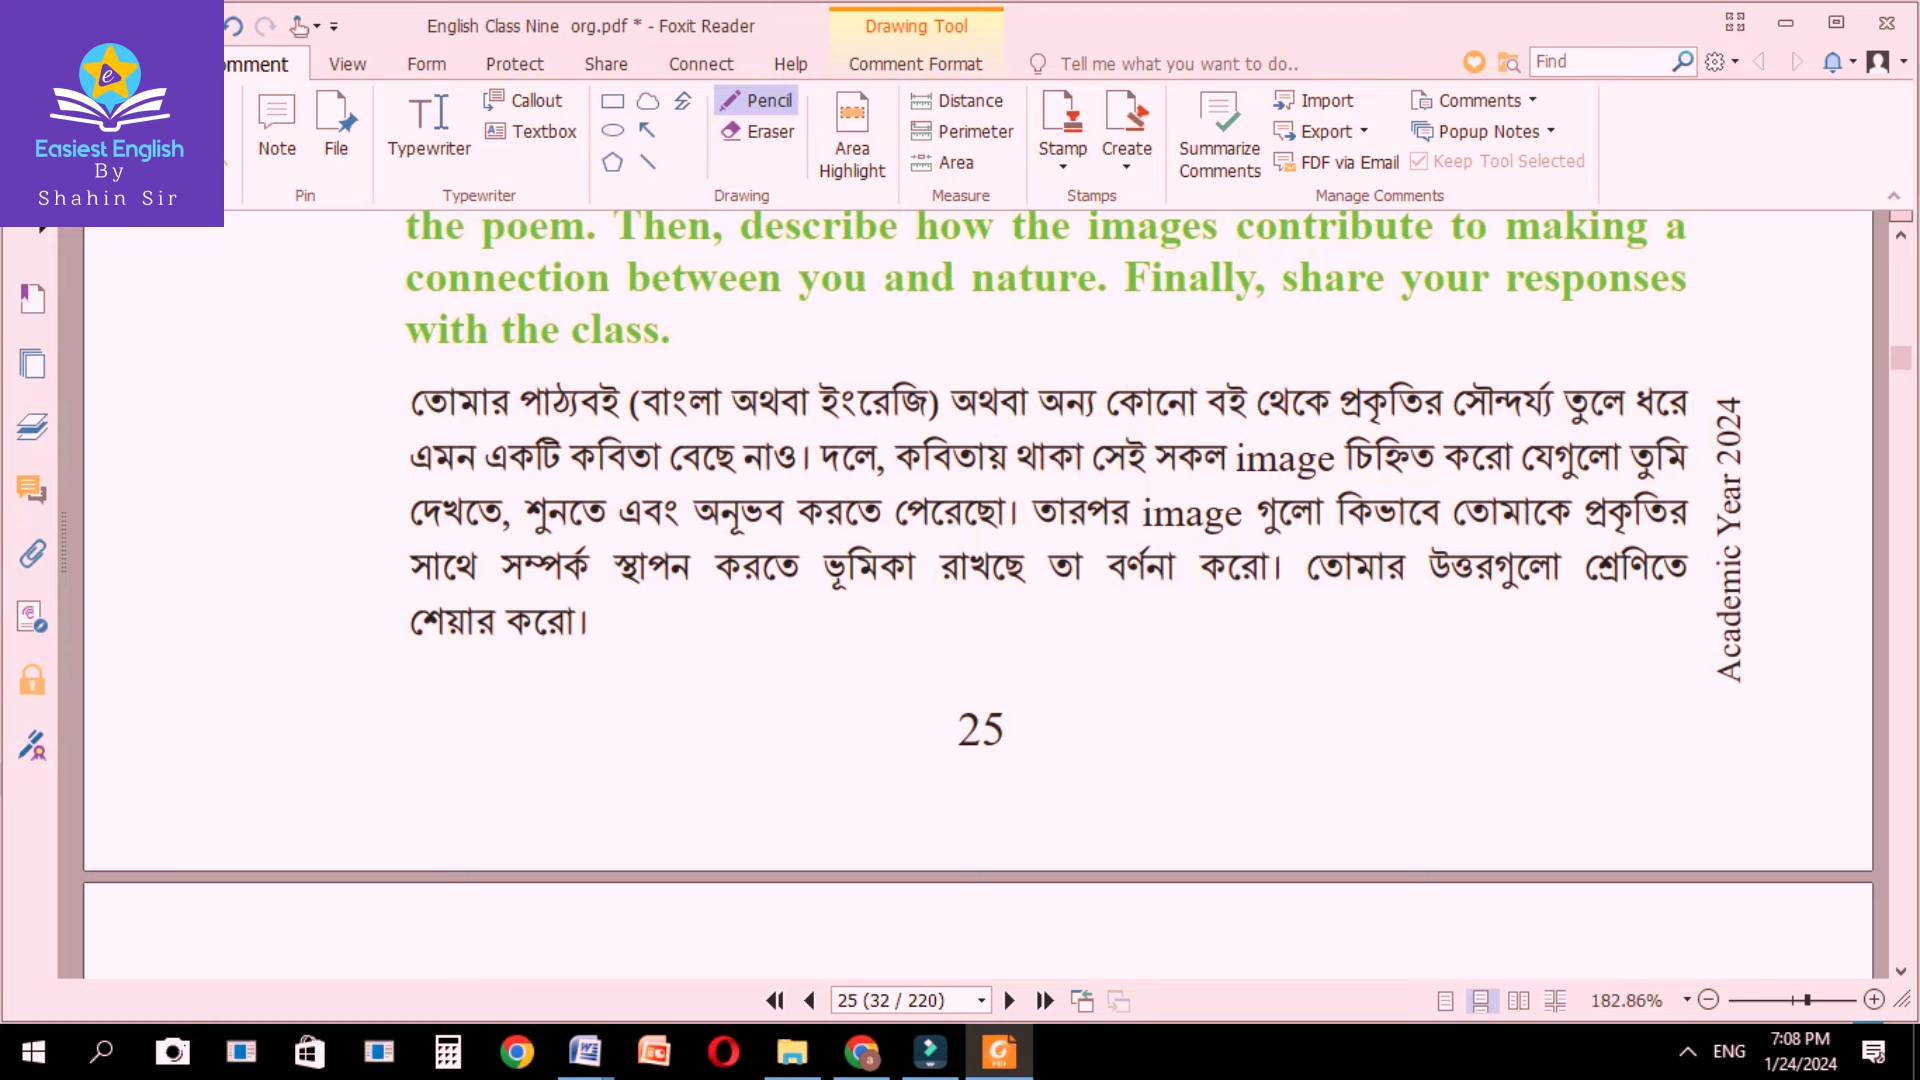 English Class Nine org.pdf * - Foxit Reader
Drawing Tool
omment View Form Protect Share Connect Help Comment Format Tell me what you want to do.. Find
Easiest English
By
Shahin Sir
Note File Typewriter Callout Textbox Pencil Eraser Area Highlight Distance Perimeter Area Stamp Create Summarize Comments Import Export FDF via Email Comments Popup Notes Keep Tool Selected
Pin Typewriter Drawing Measure Stamps Manage Comments
the poem. Then, describe how the images contribute to making a
connection between you and nature. Finally, share your responses
with the class.
তোমার পাঠ্যবই (বাংলা অথবা ইংরেজি) অথবা অন্য কোনো বই থেকে প্রকৃতির সৌন্দর্য্য তুলে ধরে
এমন একটি কবিতা বেছে নাও। দলে, কবিতায় থাকা সেই সকল image চিহ্নিত করো যেগুলো তুমি
দেখতে, শুনতে এবং অনূভব করতে পেরেছো। তারপর image গুলো কিভাবে তোমাকে প্রকৃতির
সাথে সম্পর্ক স্থাপন করতে ভূমিকা রাখছে তা বর্ণনা করো। তোমার উত্তরগুলো শ্রেণিতে
শেয়ার করো।
Academic Year 2024
25
25 (32 / 220)
182.86%
ENG
7:08 PM
1/24/2024